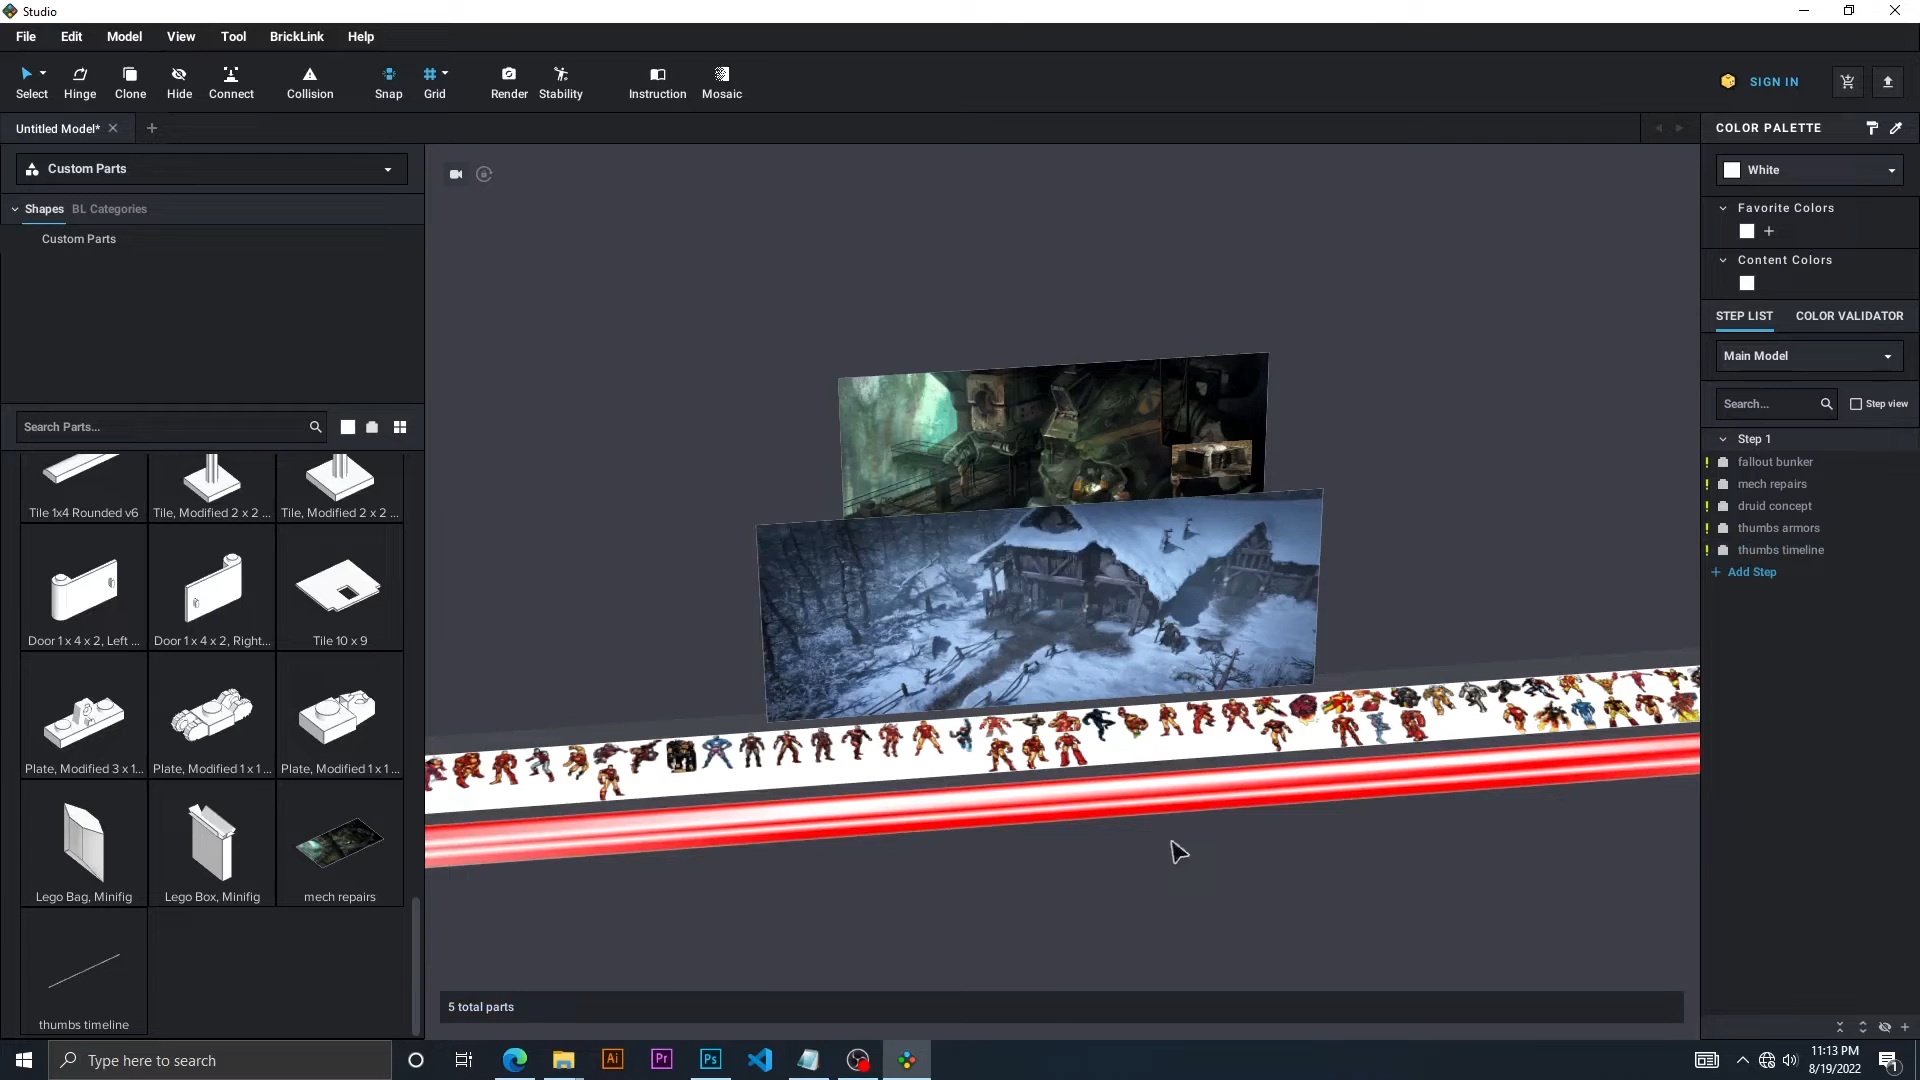 Studio
File Edit Model View Tool BrickLink Help
Select Hinge Clone Hide Connect Collision Snap Grid Render Stability Instruction Mosaic
SIGN IN
Untitled Model*
COLOR PALETTE
Custom Parts
White
Shapes BL Categories
Favorite Colors
Custom Parts
Content Colors
STEP LIST COLOR VALIDATOR
Main Model
Search... Step view
Search Parts...
Step 1
fallout bunker
mech repairs
druid concept
thumbs armors
thumbs timeline
Add Step
Tile 1x4 Rounded v6 Tile, Modified 2 x 2 ... Tile, Modified 2 x 2 ...
Door 1 x 4 x 2, Left ... Door 1 x 4 x 2, Right... Tile 10 x 9
Plate, Modified 3 x 1... Plate, Modified 1 x 1 ... Plate, Modified 1 x 1 ...
Lego Bag, Minifig Lego Box, Minifig mech repairs
thumbs timeline
5 total parts
Type here to search
Ai Pr Ps
11:13 PM
8/19/2022
1